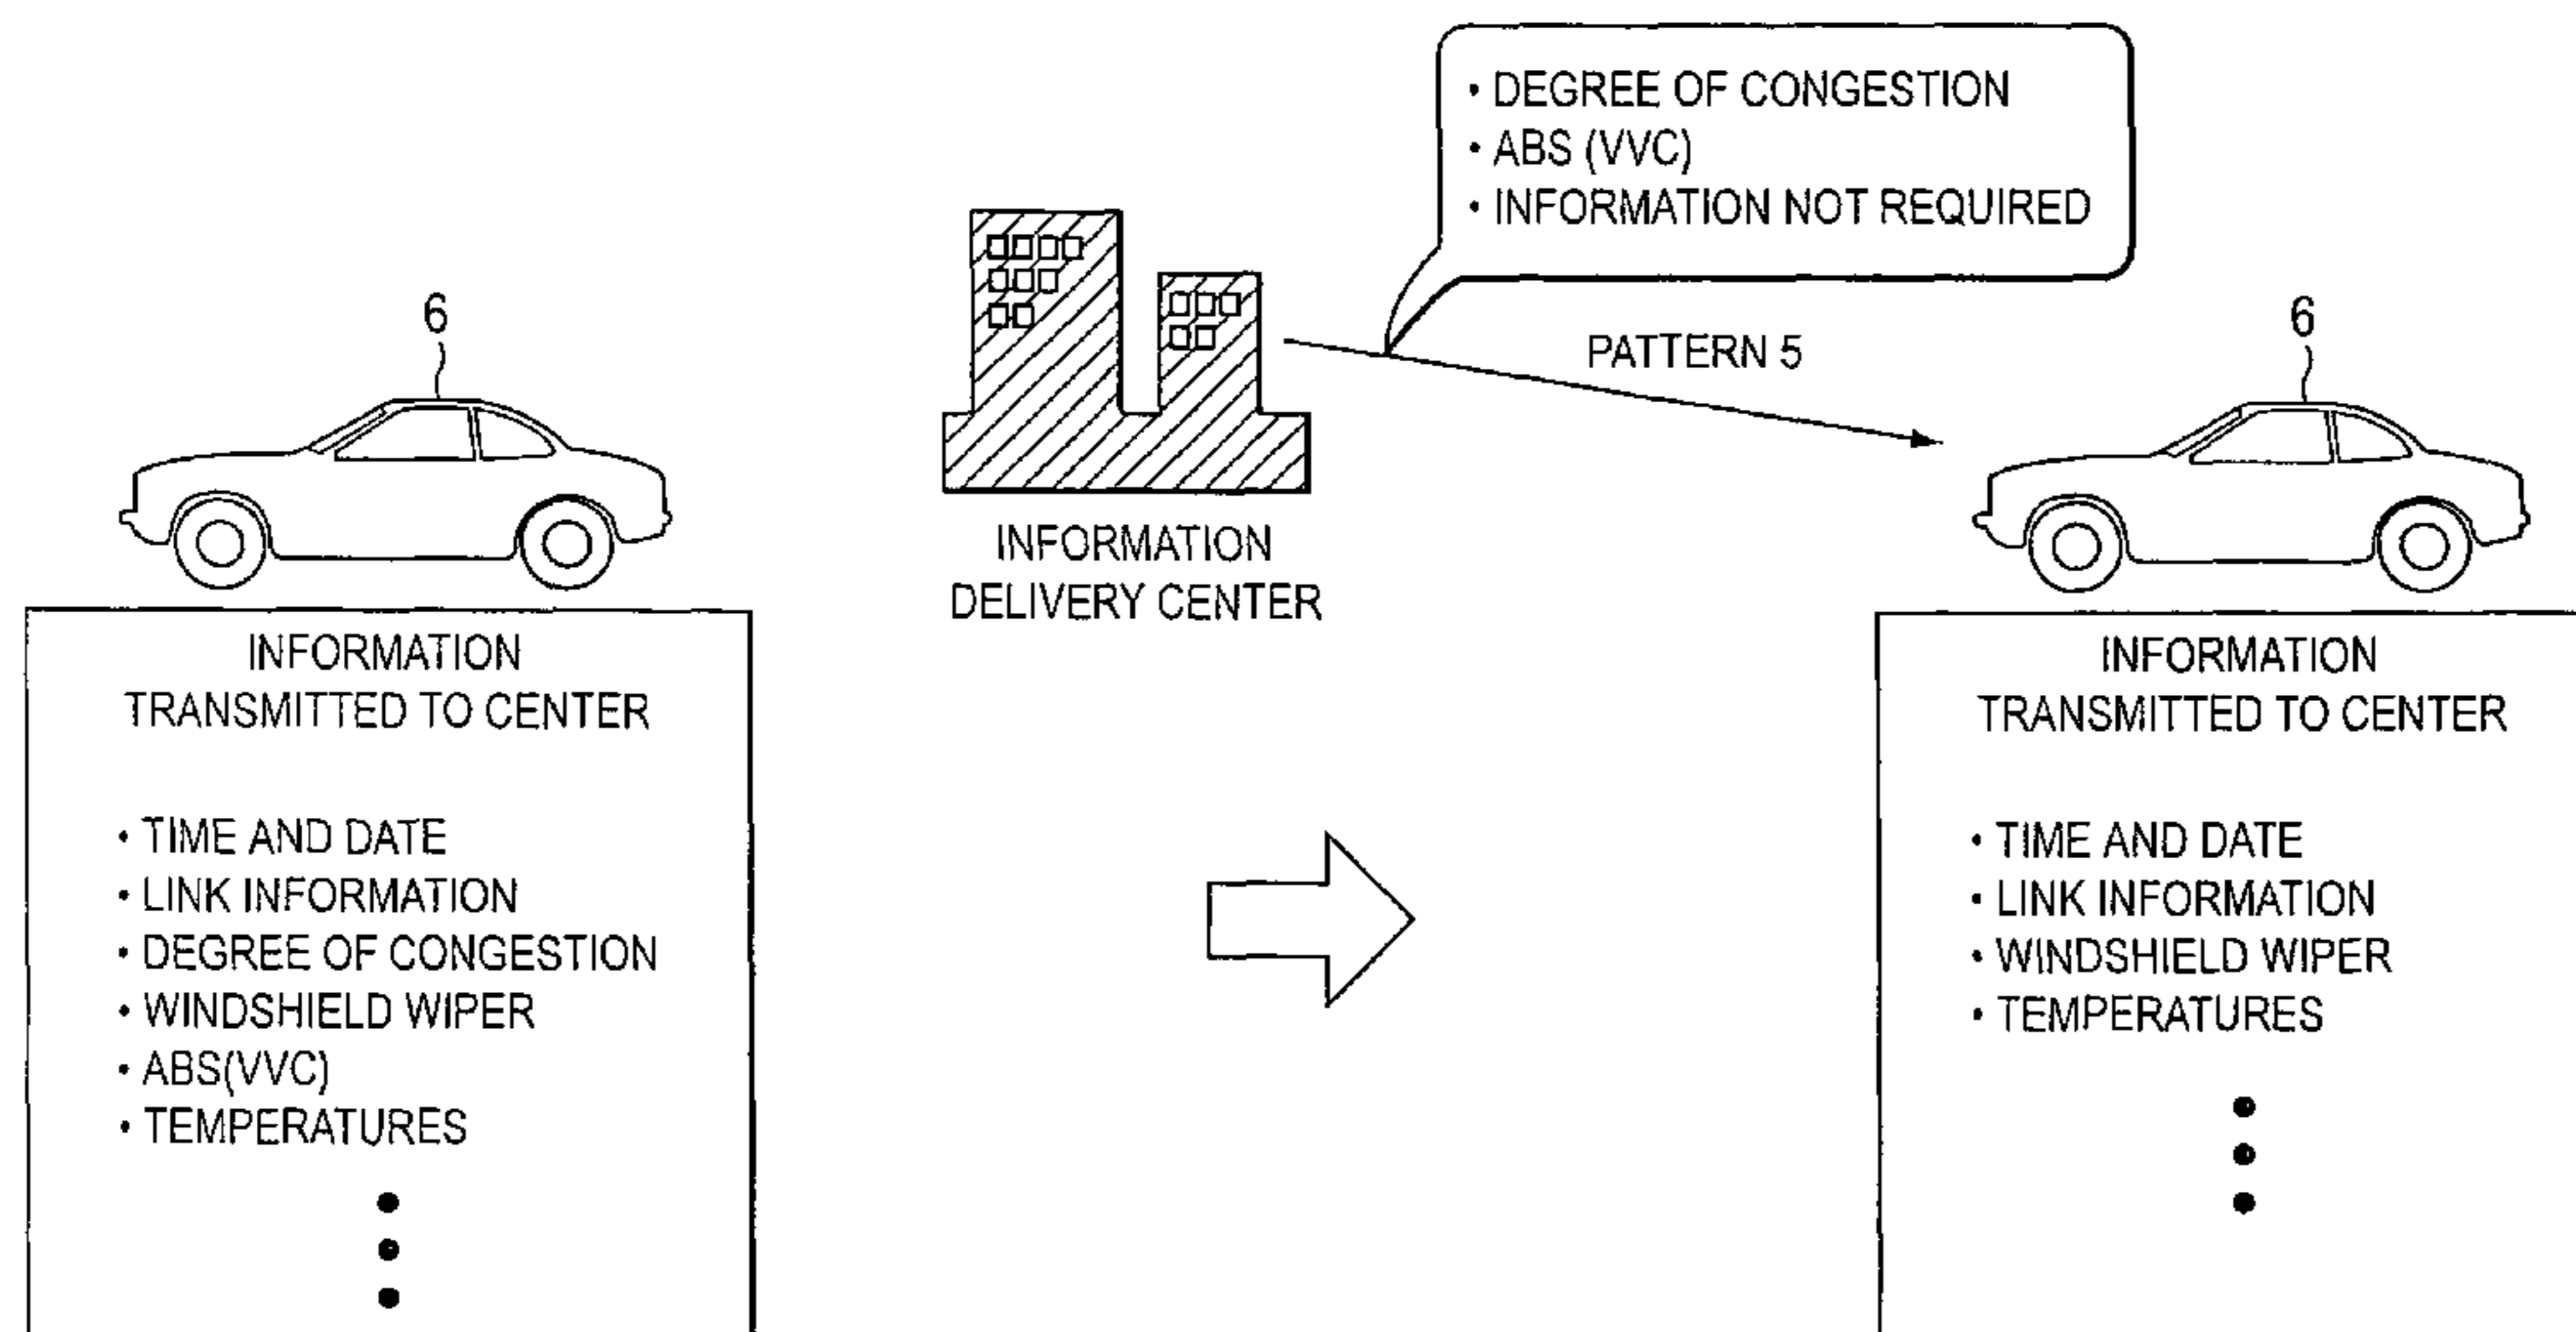 • DEGREE OF CONGESTION
• ABS (VVC)
• INFORMATION NOT REQUIRED
6
PATTERN 5
6
INFORMATION
DELIVERY CENTER
INFORMATION
TRANSMITTED TO CENTER
• TIME AND DATE
• LINK INFORMATION
• DEGREE OF CONGESTION
• WINDSHIELD WIPER
• ABS(VVC)
• TEMPERATURES
INFORMATION
TRANSMITTED TO CENTER
• TIME AND DATE
• LINK INFORMATION
• WINDSHIELD WIPER
• TEMPERATURES